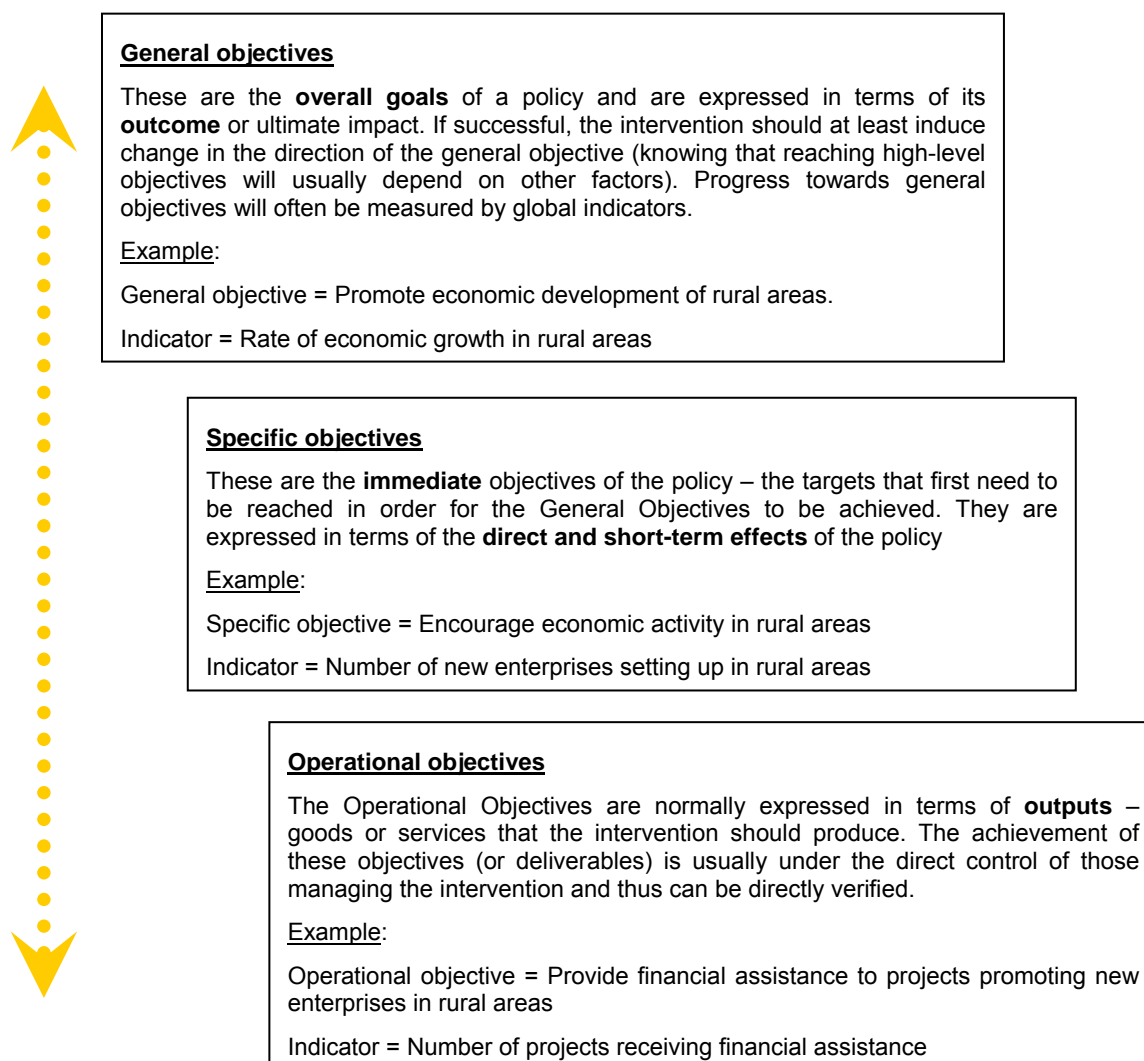 General objectives
These are the overall goals of a policy and are expressed in terms of its
outcome or ultimate impact. If successful, the intervention should at least induce
change in the direction of the general objective (knowing that reaching high-level
objectives will usually depend on other factors). Progress towards general
objectives will often be measured by global indicators.
Example:
General objective = Promote economic development of rural areas.
Indicator = Rate of economic growth in rural areas
Specific objectives
These are the immediate objectives of the policy – the targets that first need to
be reached in order for the General Objectives to be achieved. They are
expressed in terms of the direct and short-term effects of the policy
Example:
Specific objective = Encourage economic activity in rural areas
Indicator = Number of new enterprises setting up in rural areas
Operational objectives
The Operational Objectives are normally expressed in terms of outputs –
goods or services that the intervention should produce. The achievement of
these objectives (or deliverables) is usually under the direct control of those
managing the intervention and thus can be directly verified.
Example:
Operational objective = Provide financial assistance to projects promoting new
enterprises in rural areas
Indicator = Number of projects receiving financial assistance